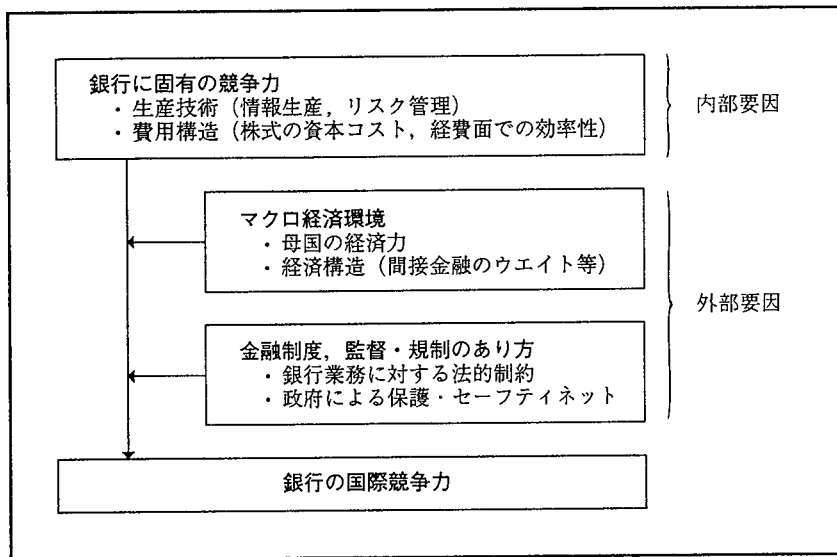 銀行に固有の競争力
・生産技術（情報生産，リスク管理）
・費用構造（株式の資本コスト，経費面での効率性）
内部要因
マクロ経済環境
・母国の経済力
・経済構造（間接金融のウエイト等）
外部要因
金融制度，監督・規制のあり方
・銀行業務に対する法的制約
・政府による保護・セーフティネット
銀行の国際競争力